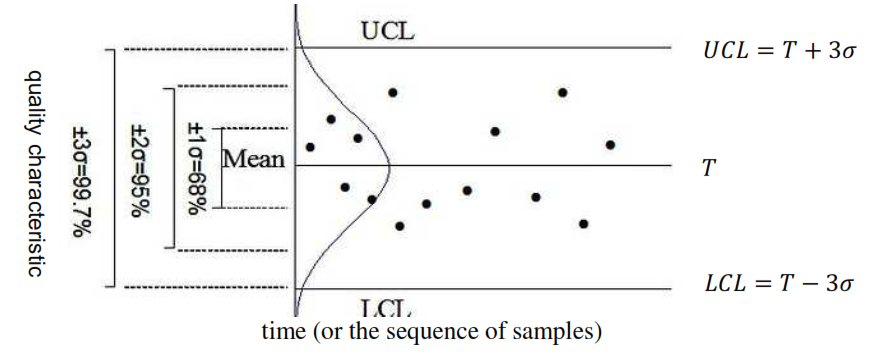 UCL
UCL = T + 3σ
quality characteristic
±3σ=99.7%
±2σ=95%
±1σ=68%
Mean
T
LCL = T − 3σ
LCL
time (or the sequence of samples)